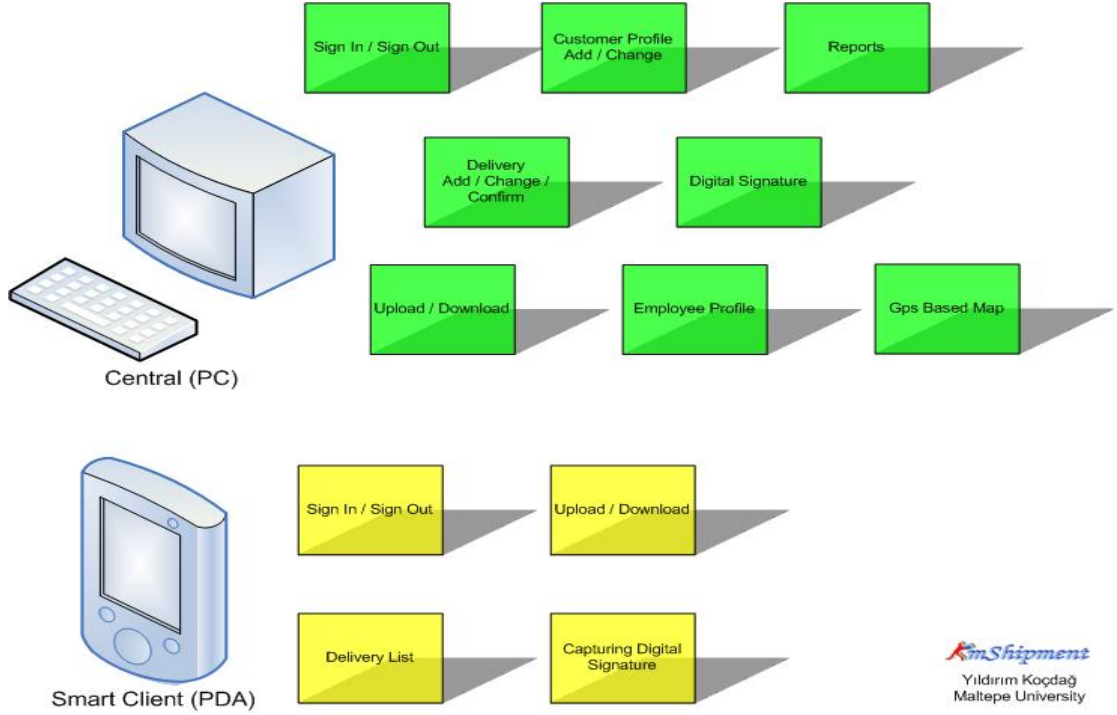 Sign In / Sign Out
Customer Profile
Add / Change
Reports
Delivery
Add / Change /
Confirm
Digital Signature
Upload / Download
Employee Profile
Gps Based Map
Central (PC)
Sign In / Sign Out
Upload / Download
Delivery List
Capturing Digital
Signature
Smart Client (PDA)
mShipment
Yıldırım Koçdağ
Maltepe University